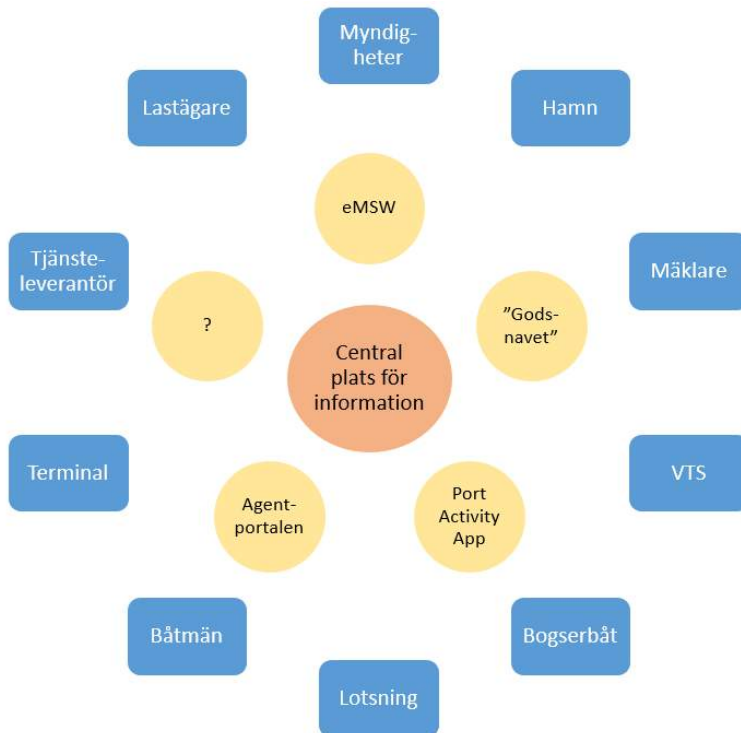 Myndig-
heter
Lastägare
Hamn
eMSW
Tjänste-
leverantör
Mäklare
?
”Gods-
navet”
Central
plats för
information
Terminal
VTS
Agent-
portalen
Port
Activity
App
Båtmän
Bogserbåt
Lotsning